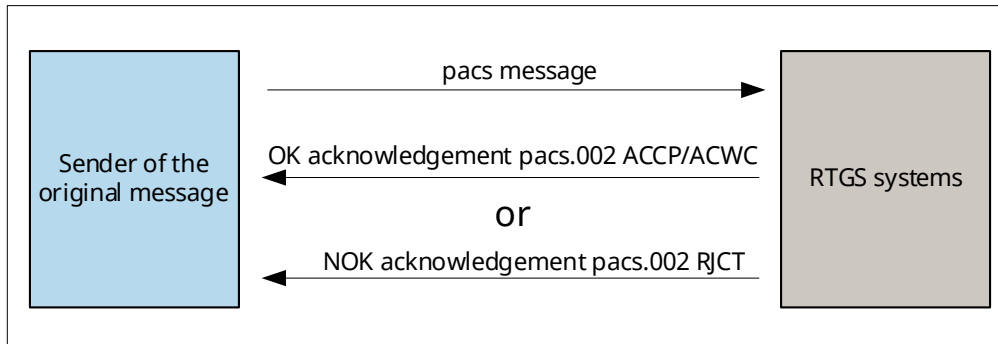 pacs message
Sender of the
original message
OK acknowledgement pacs.002 ACCP/ACWC
RTGS systems
or
NOK acknowledgement pacs.002 RJCT